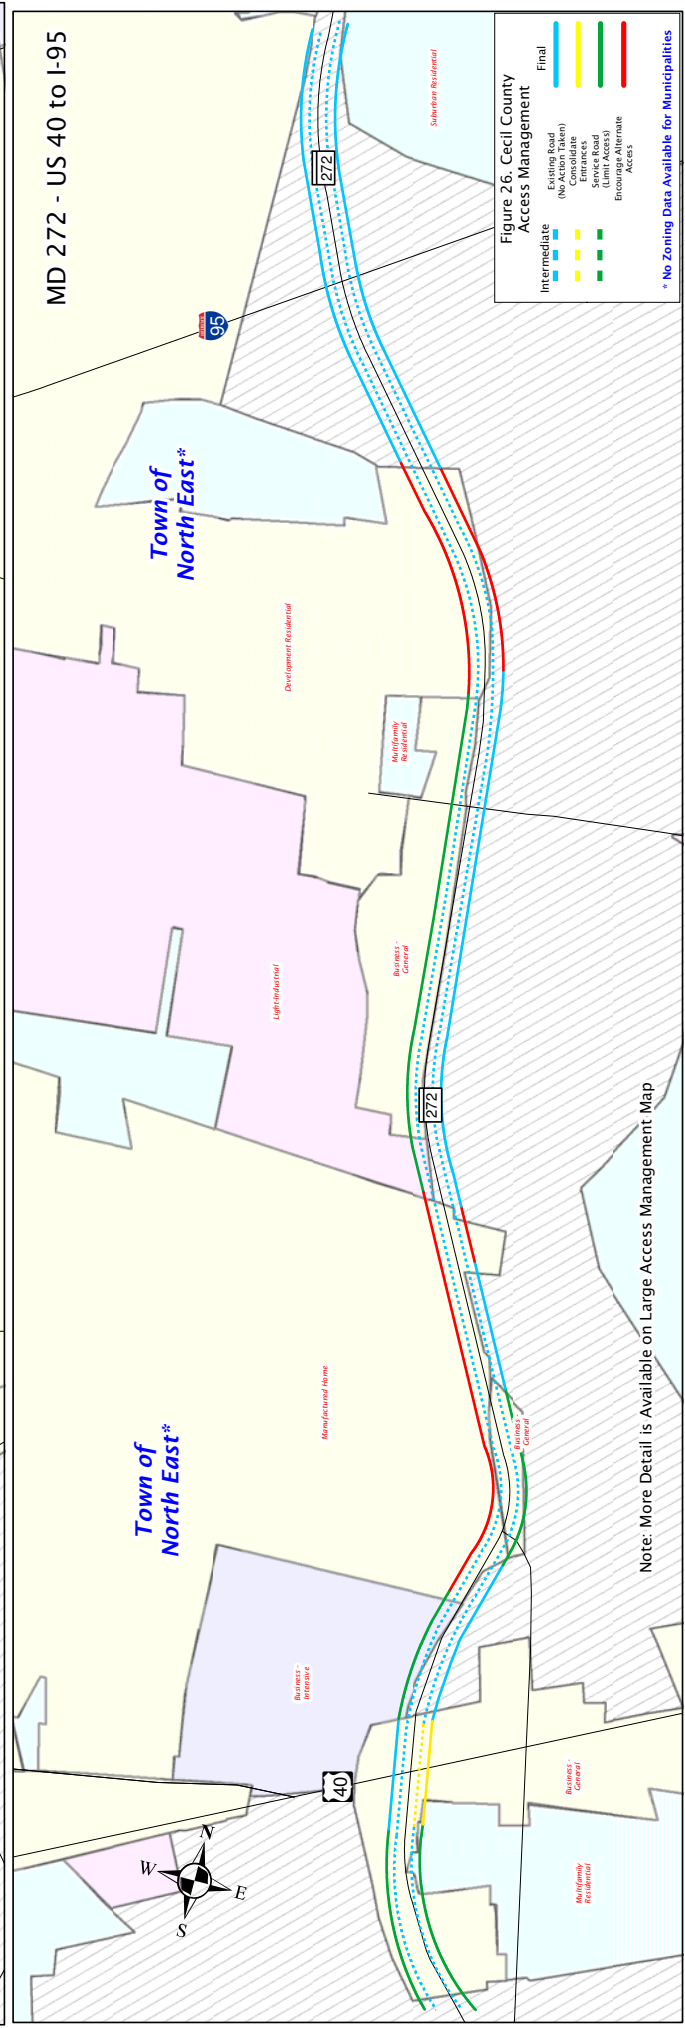 MD 272 - US 40 to I-95
Figure 26. Cecil County
Access Management
Intermediate
Final
Existing Road
(No Action Taken)
Consolidate
Entrances
Service Road
(Limit Access)
Encourage Alternate
Access
* No Zoning Data Available for Municipalities
Suburban Residential
272
95
Town of
North East*
Development Residential
Multifamily
Residential
Light-Industrial
Business -
General
272
Manufactured Home
Town of
North East*
Business -
General
Business -
Intensive
40
Business -
General
Multifamily
Residential
N
W
E
S
Note: More Detail is Available on Large Access Management Map